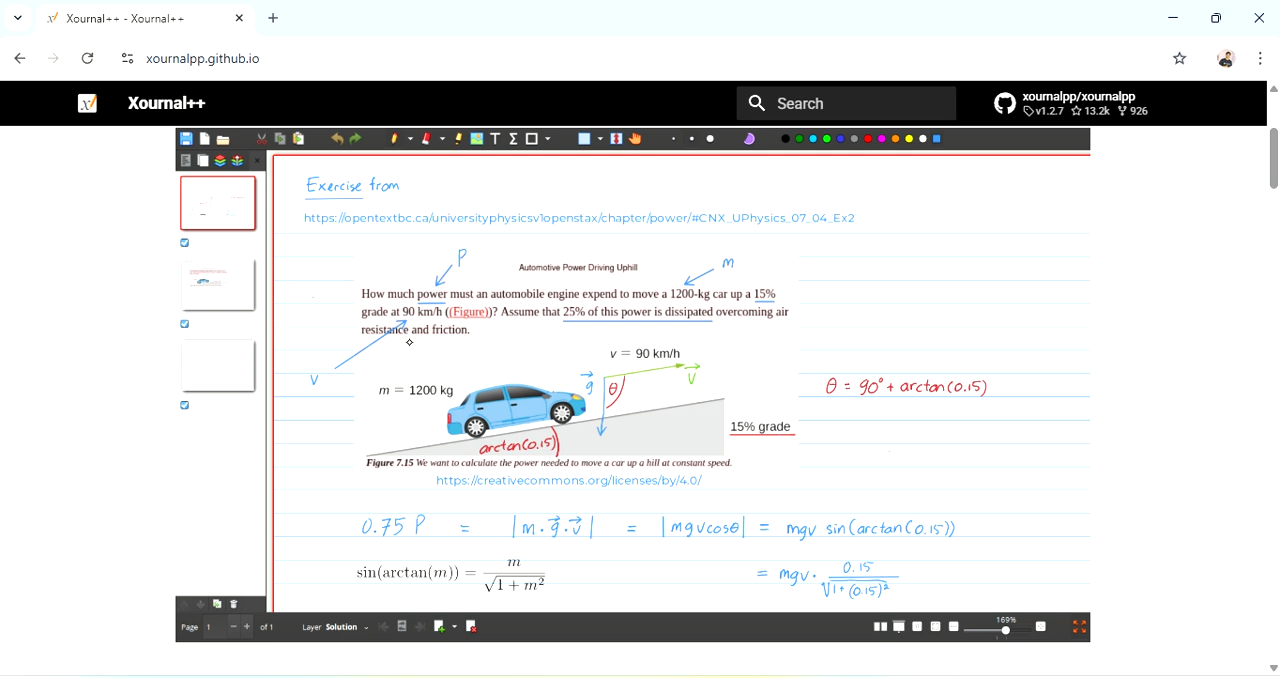 Xournal++ - Xournal++
xournalpp.github.io
Xournal++
Search
xournalpp/xournalpp
v1.2.7 13.2k 926
Exercise from
https://opentextbc.ca/universityphysicsv1openstax/chapter/power/#CNX_UPhysics_07_04_Ex2
P
m
Automotive Power Driving Uphill
How much power must an automobile engine expend to move a 1200-kg car up a 15%
grade at 90 km/h ((Figure))? Assume that 25% of this power is dissipated overcoming air
resistance and friction.
v
v = 90 km/h
m = 1200 kg
g⃗
θ
v⃗
θ = 90° + arctan(0.15)
15% grade
arctan(0.15)
Figure 7.15 We want to calculate the power needed to move a car up a hill at constant speed.
https://creativecommons.org/licenses/by/4.0/
0.75 P = |m · g⃗ · v⃗| = |mgv cosθ| = mgv sin(arctan(0.15))
sin(arctan(m)) = m / √(1 + m²)
= mgv · 0.15 / √(1 + (0.15)²)
Page 1 of 1 Layer Solution 169%